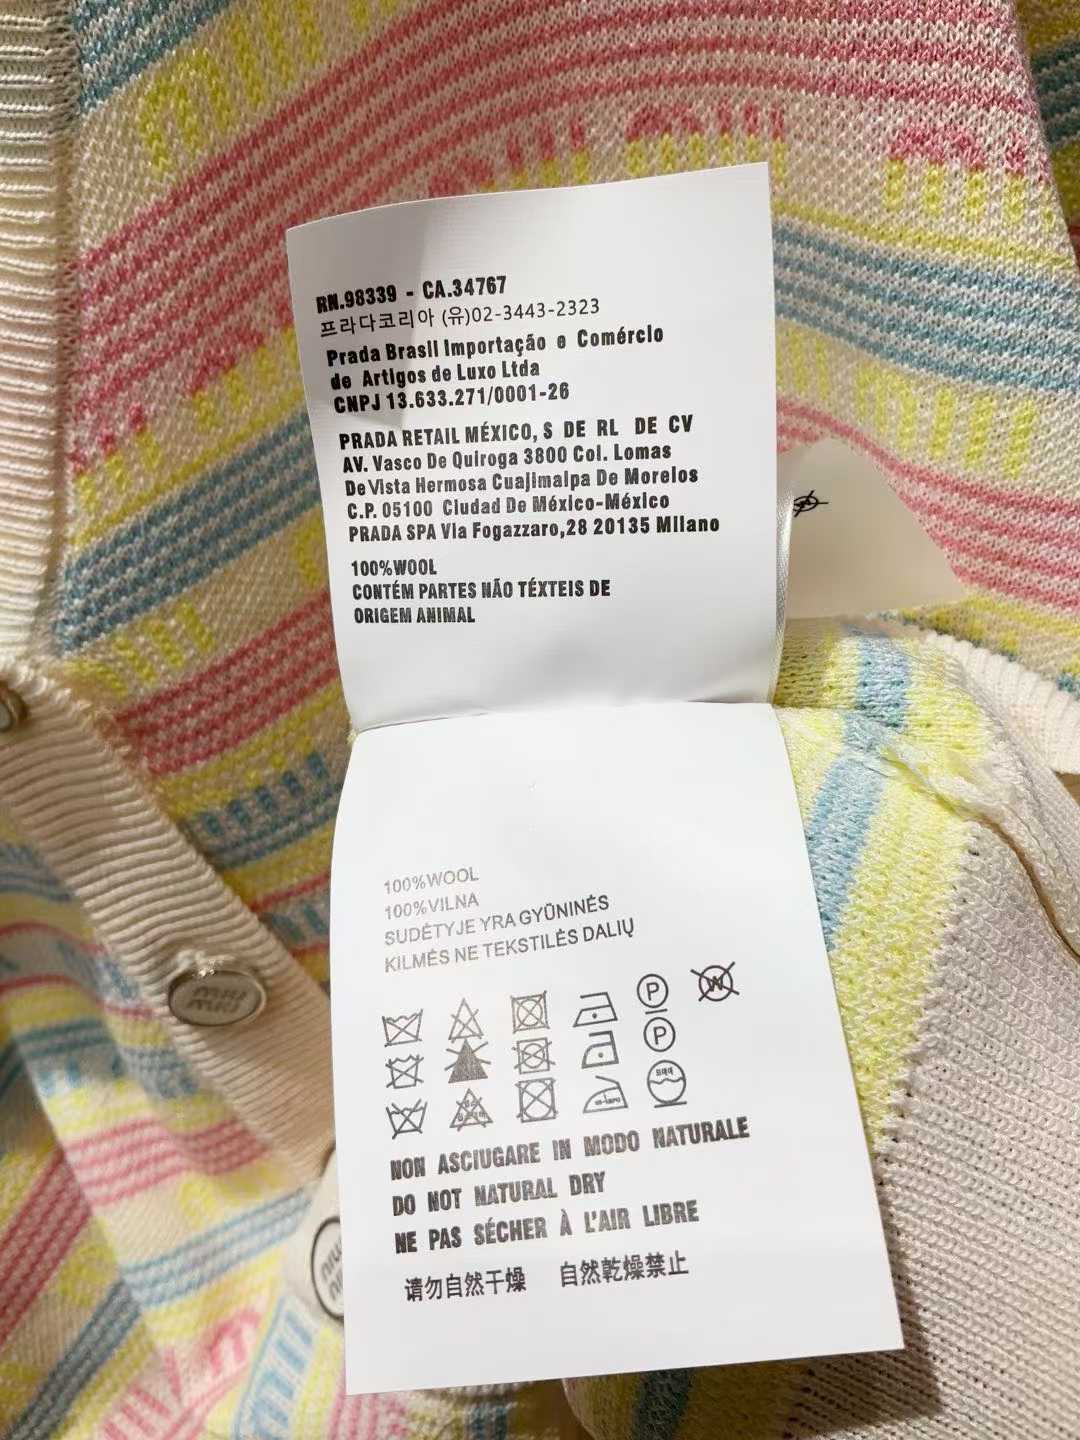 RN.98339 - CA.34767
프라다코리아 (유)02-3443-2323
Prada Brasil Importação e Comércio
de Artigos de Luxo Ltda
CNPJ 13.633.271/0001-26
PRADA RETAIL MÉXICO, S DE RL DE CV
AV. Vasco De Quiroga 3800 Col. Lomas
De Vista Hermosa Cuajimalpa De Morelos
C.P. 05100 Ciudad De México-México
PRADA SPA Via Fogazzaro,28 20135 Milano
100%WOOL
CONTÉM PARTES NÃO TÉXTEIS DE
ORIGEM ANIMAL
100%WOOL
100%VILNA
SUDĖTYJE YRA GYŪNINĖS
KILMĖS NE TEKSTILĖS DALIŲ
P W
P
드라이
NON ASCIUGARE IN MODO NATURALE
DO NOT NATURAL DRY
NE PAS SÉCHER À L'AIR LIBRE
请勿自然干燥 自然乾燥禁止
miu miu